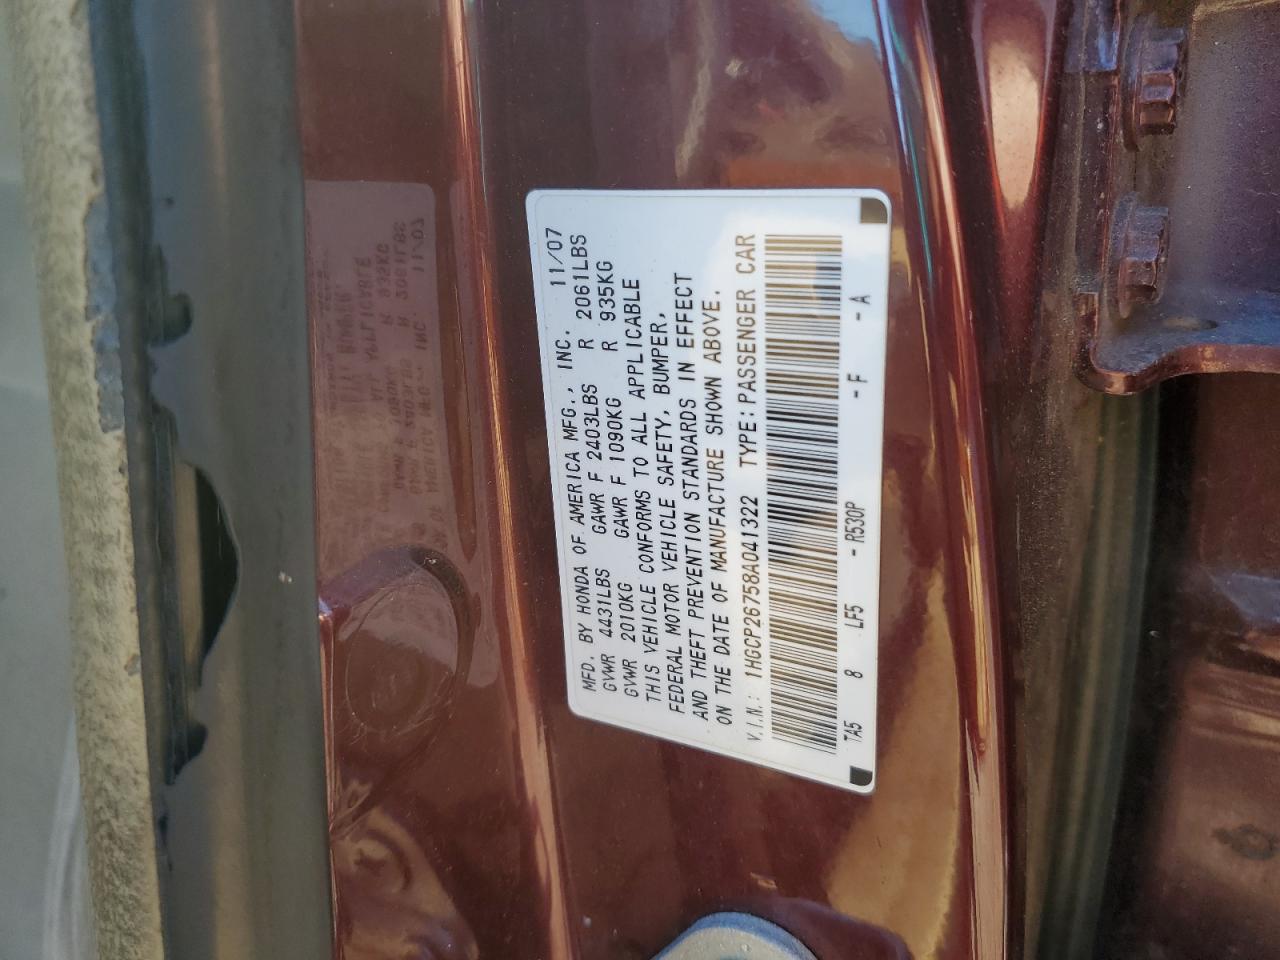 MFD. BY HONDA OF AMERICA MFG., INC. 11/07
GVWR 4431LBS GAWR F 2403LBS R 2061LBS
GVWR 2010KG GAWR F 1090KG R 935KG
THIS VEHICLE CONFORMS TO ALL APPLICABLE
FEDERAL MOTOR VEHICLE SAFETY, BUMPER,
AND THEFT PREVENTION STANDARDS IN EFFECT
ON THE DATE OF MANUFACTURE SHOWN ABOVE.
V.I.N.: 1HGCP26758A041322 TYPE: PASSENGER CAR
TA5 8 LF5 -R530P -F -A